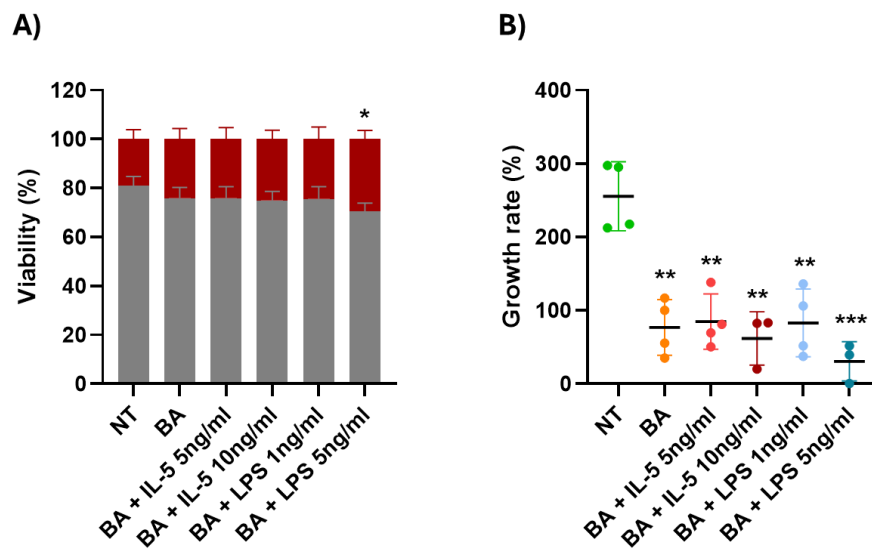 A)
Viability (%)
120
100
80
60
40
20
0
*
NT
BA
BA + IL-5 5ng/ml
BA + IL-5 10ng/ml
BA + LPS 1ng/ml
BA + LPS 5ng/ml
B)
Growth rate (%)
400
300
200
100
0
**
**
**
**
***
NT
BA
BA + IL-5 5ng/ml
BA + IL-5 10ng/ml
BA + LPS 1ng/ml
BA + LPS 5ng/ml